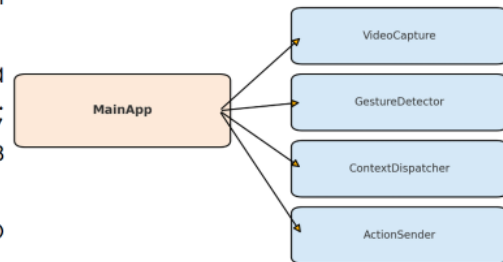 VideoCapture
MainApp
GestureDetector
ContextDispatcher
ActionSender